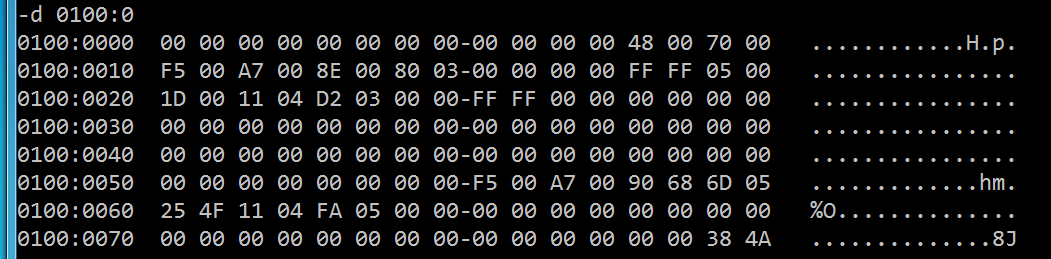 -d 0100:0
0100:0000  00 00 00 00 00 00 00 00-00 00 00 00 48 00 70 00   ............H.p.
0100:0010  F5 00 A7 00 8E 00 80 03-00 00 00 00 FF FF 05 00   ................
0100:0020  1D 00 11 04 D2 03 00 00-FF FF 00 00 00 00 00 00   ................
0100:0030  00 00 00 00 00 00 00 00-00 00 00 00 00 00 00 00   ................
0100:0040  00 00 00 00 00 00 00 00-00 00 00 00 00 00 00 00   ................
0100:0050  00 00 00 00 00 00 00 00-F5 00 A7 00 90 68 6D 05   .............hm.
0100:0060  25 4F 11 04 FA 05 00 00-00 00 00 00 00 00 00 00   %O..............
0100:0070  00 00 00 00 00 00 00 00-00 00 00 00 00 00 38 4A   ..............8J